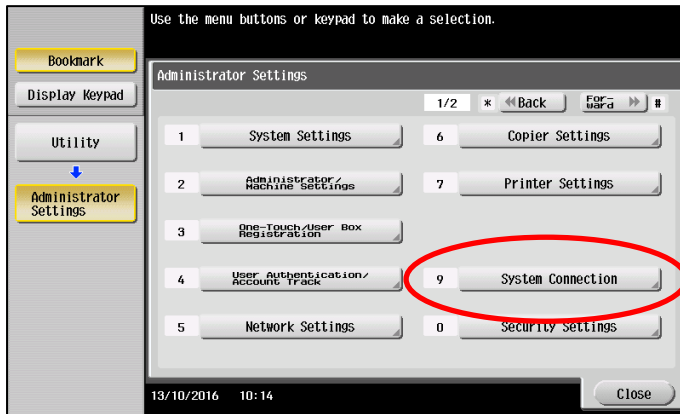 Use the menu buttons or keypad to make a selection.
Bookmark
Display Keypad
Utility
Administrator
Settings
Administrator Settings
1/2 * Back For-
ward #
1 System Settings
2 Administrator/
Machine Settings
3 One-Touch/User Box
Registration
4 User Authentication/
Account Track
5 Network Settings
6 Copier Settings
7 Printer Settings
9 System Connection
0 Security Settings
13/10/2016 10:14
Close